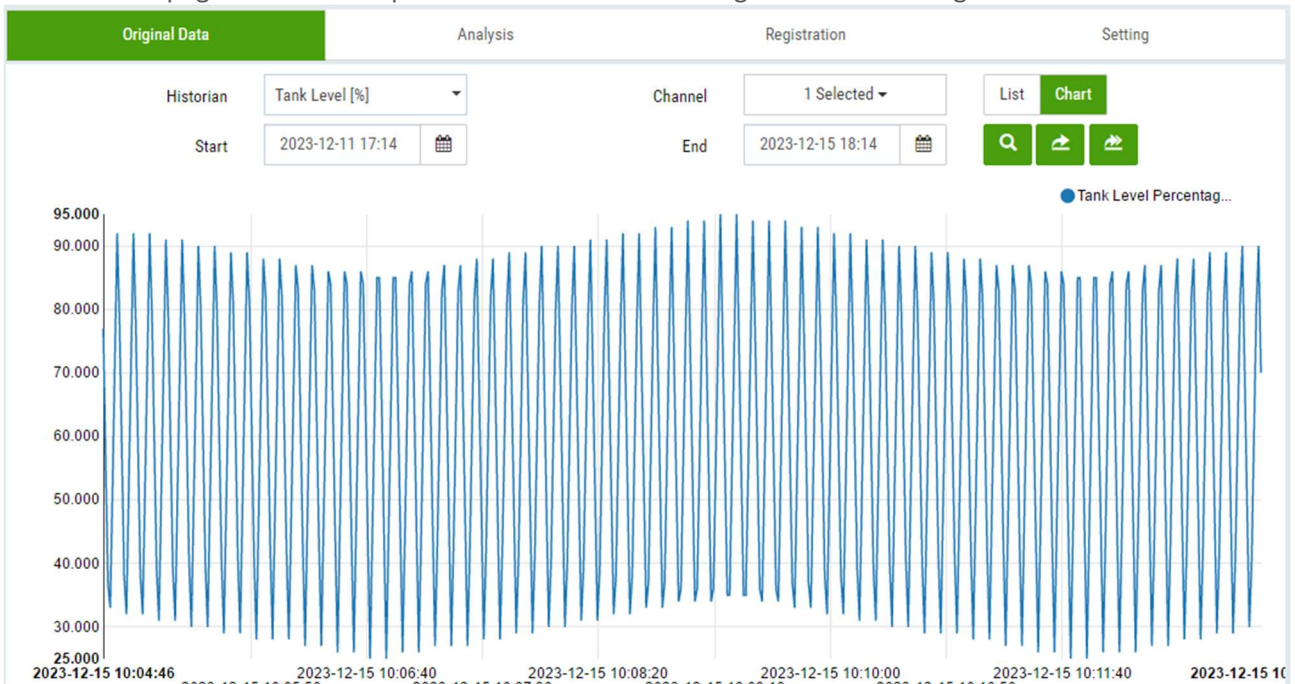 Original Data
Analysis
Registration
Setting
Historian
Tank Level [%]
Channel
1 Selected
List
Chart
Start
2023-12-11 17:14
End
2023-12-15 18:14
Tank Level Percentag...
95.000
90.000
80.000
70.000
60.000
50.000
40.000
30.000
25.000
2023-12-15 10:04:46
2023-12-15 10:06:40
2023-12-15 10:08:20
2023-12-15 10:10:00
2023-12-15 10:11:40
2023-12-15 10